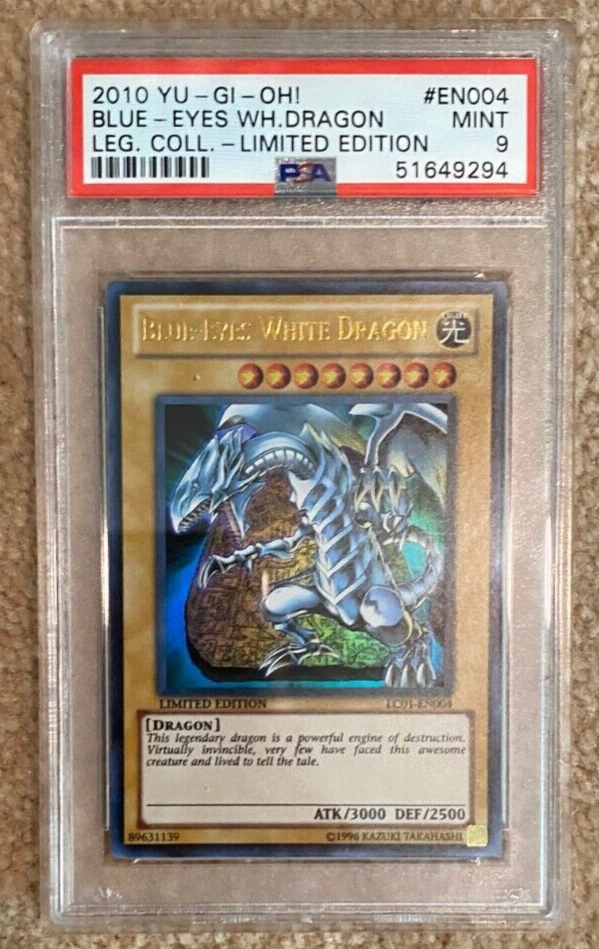 2010 YU-GI-OH! #EN004
BLUE-EYES WH.DRAGON MINT
LEG. COLL.-LIMITED EDITION 9
PSA 51649294
BLUE-EYES WHITE DRAGON
LIGHT
光
LIMITED EDITION LC01-EN004
[DRAGON]
This legendary dragon is a powerful engine of destruction.
Virtually invincible, very few have faced this awesome
creature and lived to tell the tale.
ATK/3000 DEF/2500
89631139 ©1996 KAZUKI TAKAHASHI